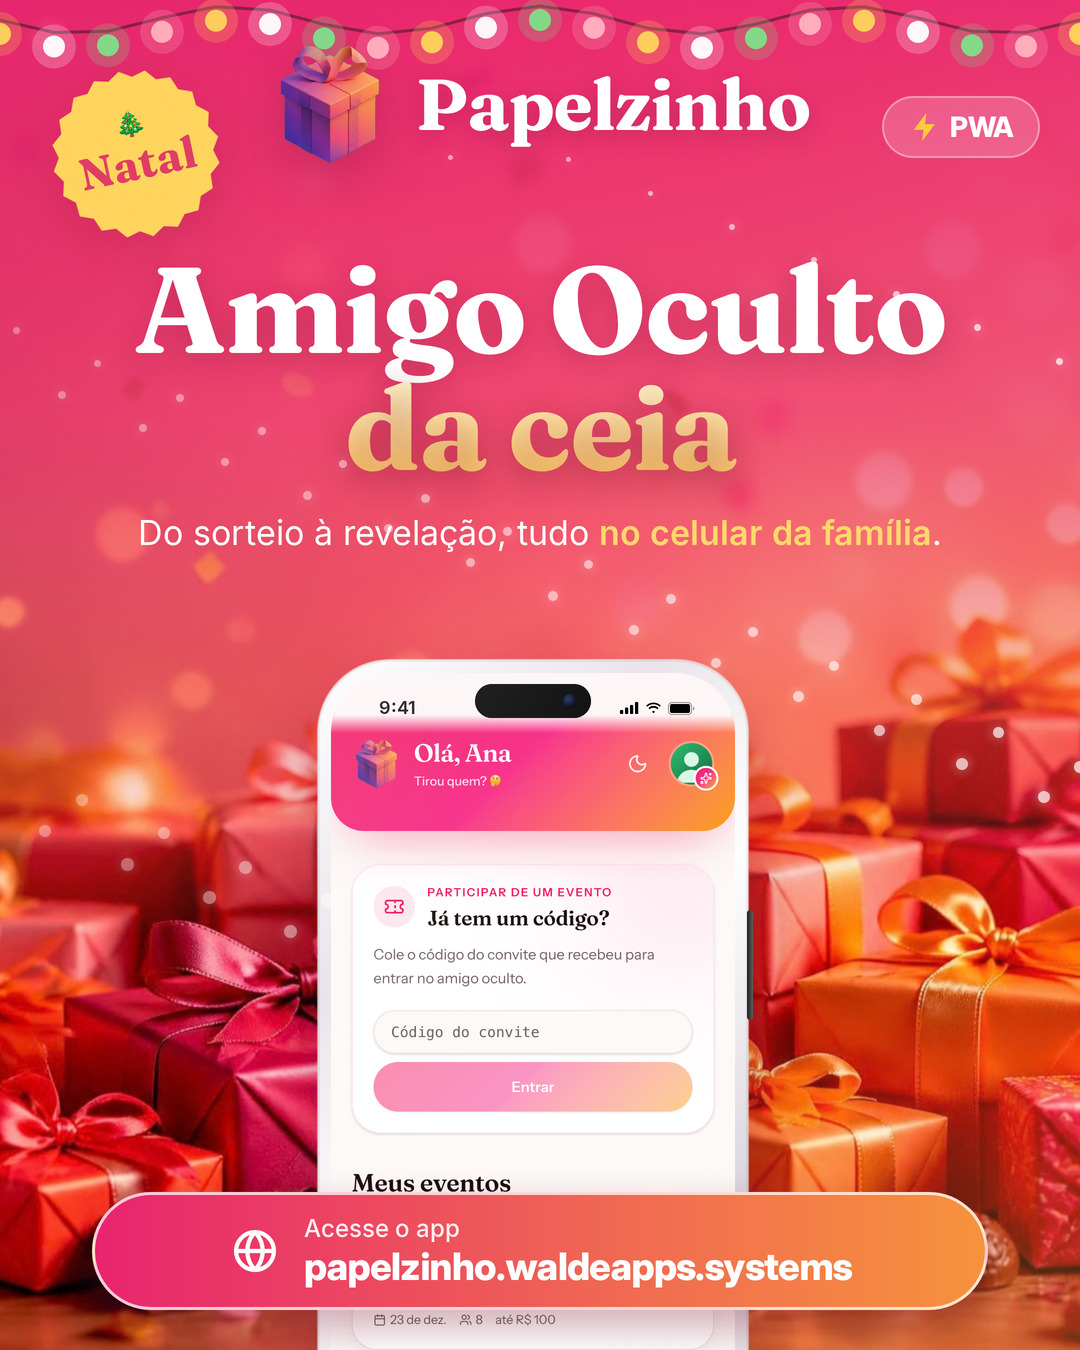 Natal
Papelzinho
PWA
Amigo Oculto
da ceia
Do sorteio à revelação, tudo no celular da família.
9:41
Olá, Ana
Tirou quem? 🤔
PARTICIPAR DE UM EVENTO
Já tem um código?
Cole o código do convite que recebeu para
entrar no amigo oculto.
Código do convite
Entrar
Meus eventos
Acesse o app
papelzinho.waldeapps.systems
23 de dez. 8 até R$ 100